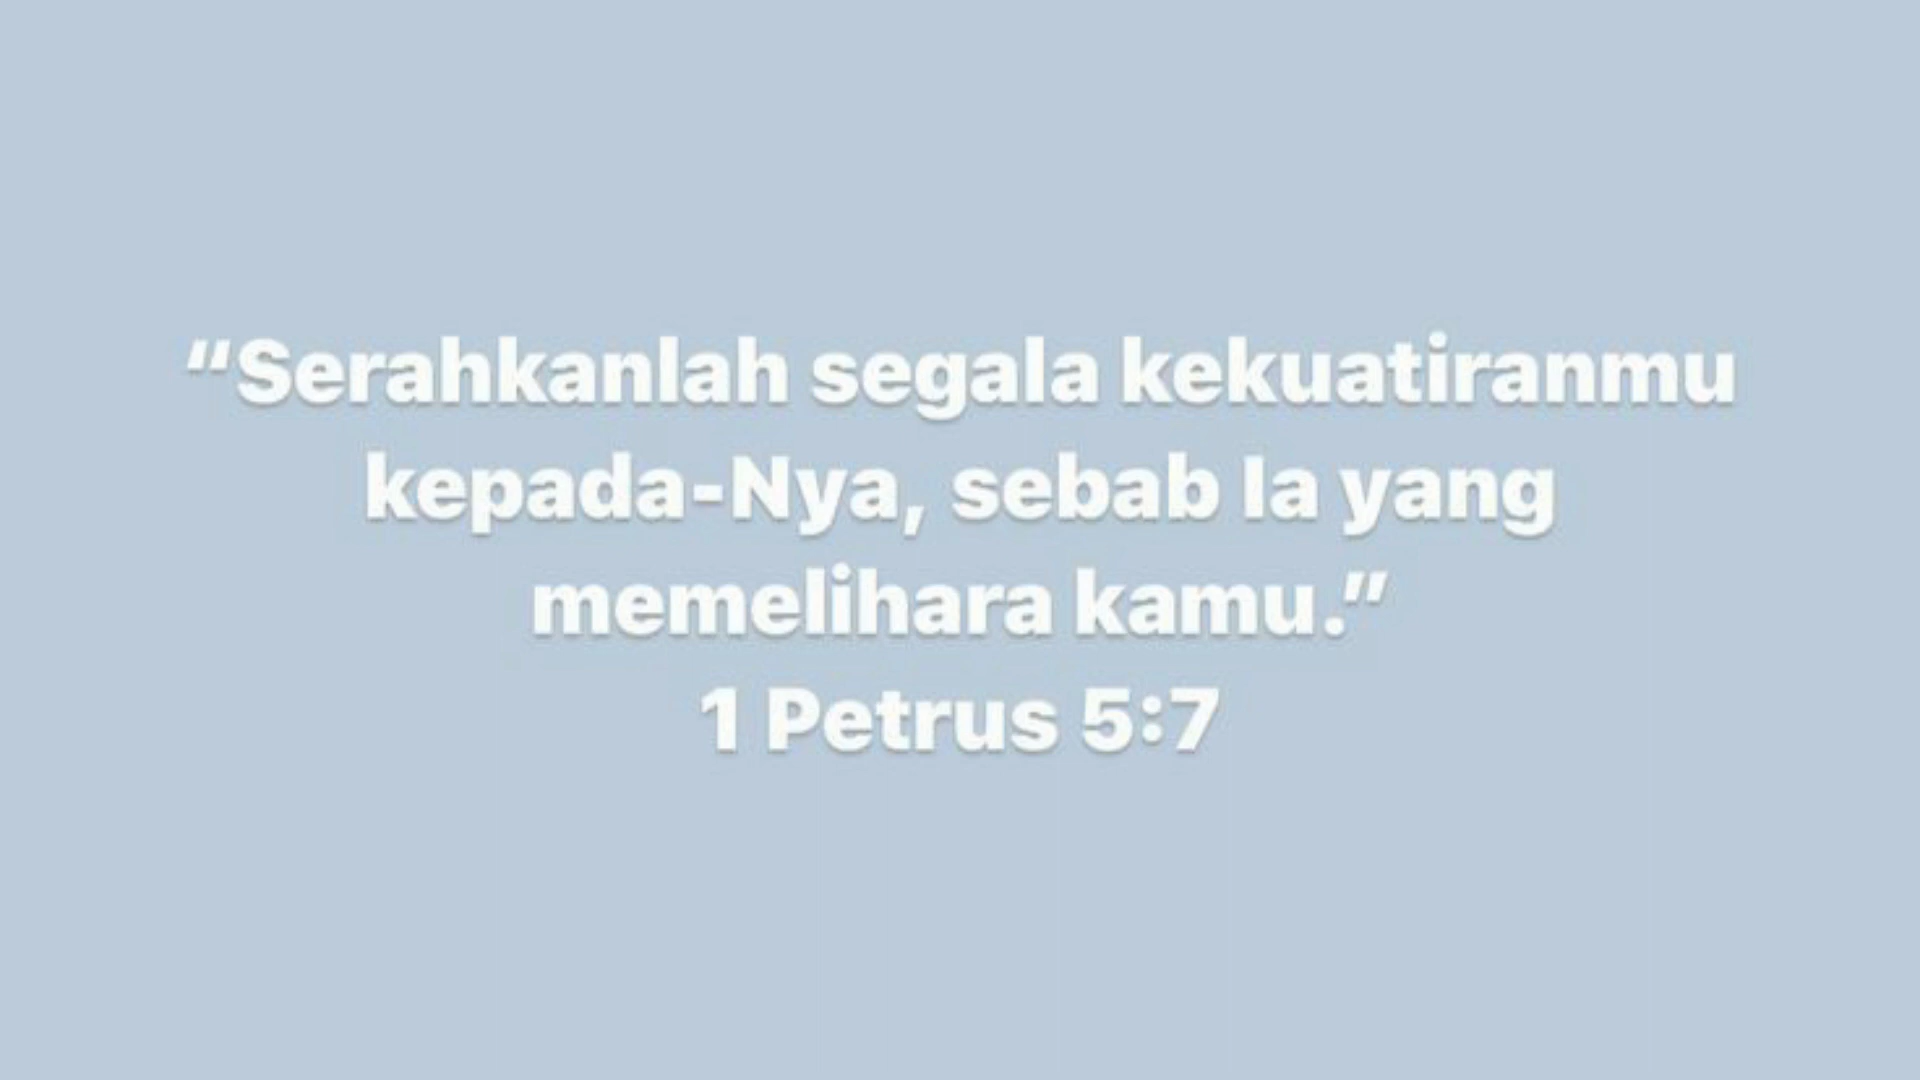 “Serahkanlah segala kekuatiranmu
kepada-Nya, sebab Ia yang
memelihara kamu.”
1 Petrus 5:7